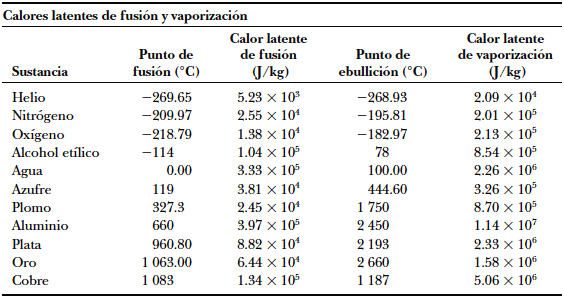 Calores latentes de fusión y vaporización
Calor latente Calor latente
Punto de de fusión Punto de de vaporización
Sustancia fusión (°C) (J/kg) ebullición (°C) (J/kg)
Helio −269.65 5.23 × 10³ −268.93 2.09 × 10⁴
Nitrógeno −209.97 2.55 × 10⁴ −195.81 2.01 × 10⁵
Oxígeno −218.79 1.38 × 10⁴ −182.97 2.13 × 10⁵
Alcohol etílico −114 1.04 × 10⁵ 78 8.54 × 10⁵
Agua 0.00 3.33 × 10⁵ 100.00 2.26 × 10⁶
Azufre 119 3.81 × 10⁴ 444.60 3.26 × 10⁵
Plomo 327.3 2.45 × 10⁴ 1 750 8.70 × 10⁵
Aluminio 660 3.97 × 10⁵ 2 450 1.14 × 10⁷
Plata 960.80 8.82 × 10⁴ 2 193 2.33 × 10⁶
Oro 1 063.00 6.44 × 10⁴ 2 660 1.58 × 10⁶
Cobre 1 083 1.34 × 10⁵ 1 187 5.06 × 10⁶